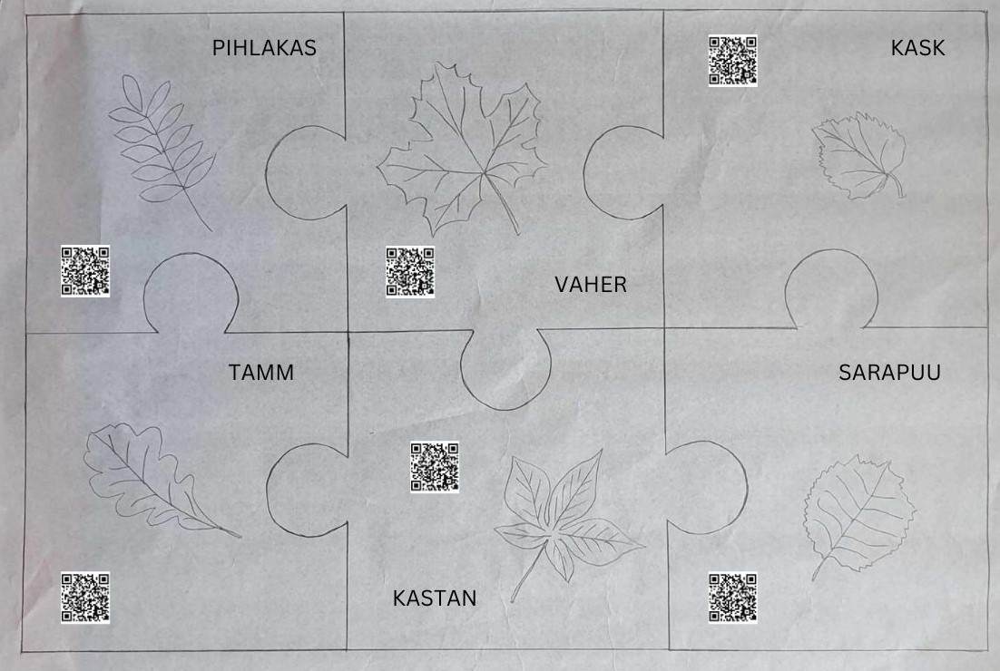 PIHLAKAS
VAHER
KASK
TAMM
KASTAN
SARAPUU